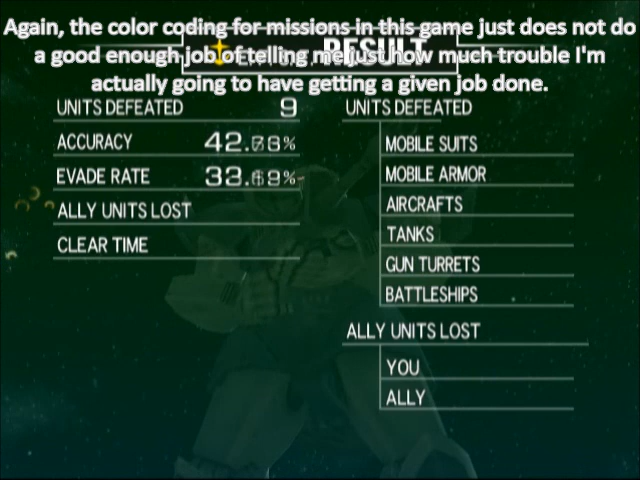 Again, the color coding for missions in this game just does not do
a good enough job of telling me just how much trouble I'm
actually going to have getting a given job done.
RESULT
UNITS DEFEATED 9
ACCURACY 42.%
EVADE RATE 33.%
ALLY UNITS LOST
CLEAR TIME
UNITS DEFEATED
MOBILE SUITS
MOBILE ARMOR
AIRCRAFTS
TANKS
GUN TURRETS
BATTLESHIPS
ALLY UNITS LOST
YOU
ALLY